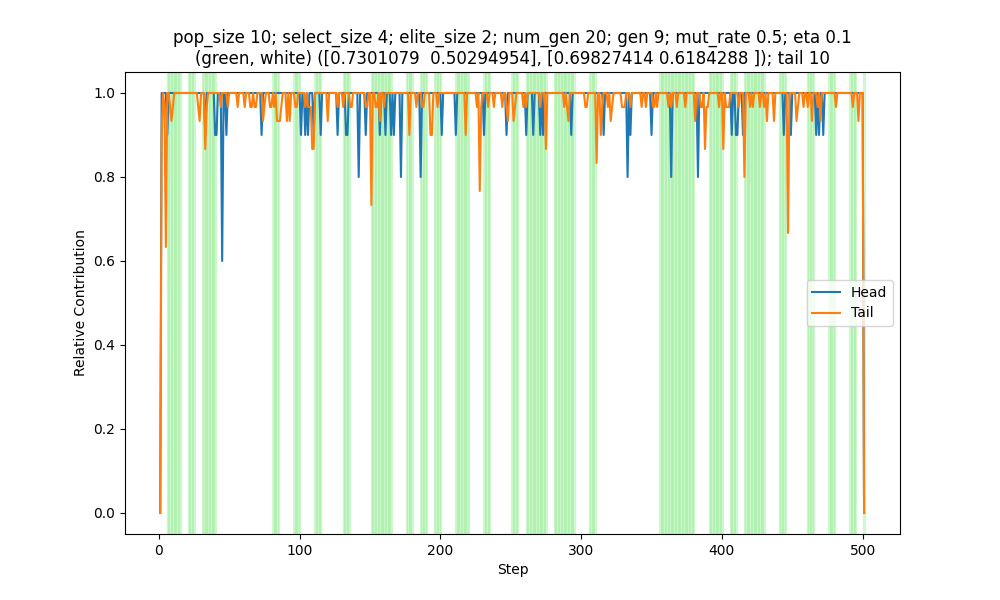 pop_size 10; select_size 4; elite_size 2; num_gen 20; gen 9; mut_rate 0.5; eta 0.1
(green, white) ([0.7301079  0.50294954], [0.69827414 0.6184288 ]); tail 10
1.0
0.8
0.6
0.4
0.2
0.0
Relative Contribution
Head
Tail
0
100
200
300
400
500
Step